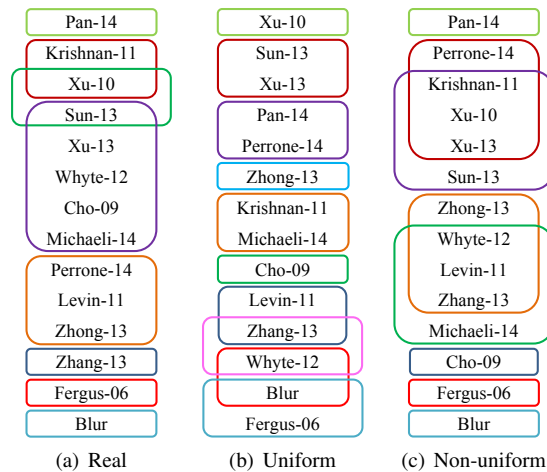 Pan-14
Krishnan-11
Xu-10
Sun-13
Xu-13
Whyte-12
Cho-09
Michaeli-14
Perrone-14
Levin-11
Zhong-13
Zhang-13
Fergus-06
Blur
(a) Real
Xu-10
Sun-13
Xu-13
Pan-14
Perrone-14
Zhong-13
Krishnan-11
Michaeli-14
Cho-09
Levin-11
Zhang-13
Whyte-12
Blur
Fergus-06
(b) Uniform
Pan-14
Perrone-14
Krishnan-11
Xu-10
Xu-13
Sun-13
Zhong-13
Whyte-12
Levin-11
Zhang-13
Michaeli-14
Cho-09
Fergus-06
Blur
(c) Non-uniform